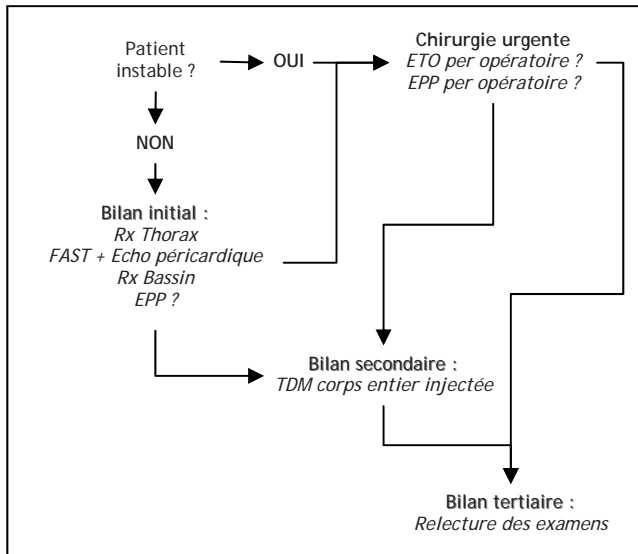 Patient
instable ?
OUI
Chirurgie urgente
ETO per opératoire ?
EPP per opératoire ?
NON
Bilan initial :
Rx Thorax
FAST + Echo péricardique
Rx Bassin
EPP ?
Bilan secondaire :
TDM corps entier injectée
Bilan tertiaire :
Relecture des examens